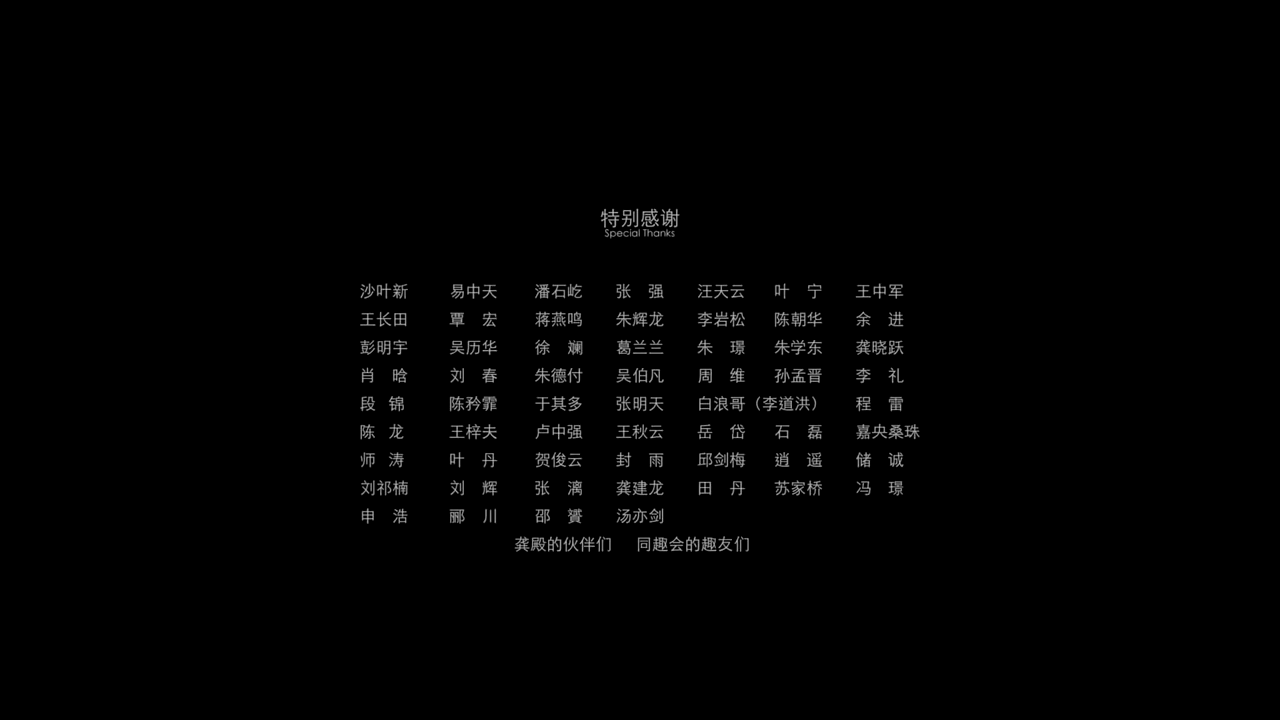 特别感谢
Special Thanks
沙叶新 易中天 潘石屹 张 强 汪天云 叶 宁 王中军
王长田 覃 宏 蒋燕鸣 朱辉龙 李岩松 陈朝华 余 进
彭明宇 吴历华 徐 斓 葛兰兰 朱 璟 朱学东 龚晓跃
肖 晗 刘 春 朱德付 吴伯凡 周 维 孙孟晋 李 礼
段 锦 陈矜霏 于其多 张明天 白浪哥（李道洪） 程 雷
陈 龙 王梓夫 卢中强 王秋云 岳 岱 石 磊 嘉央桑珠
师 涛 叶 丹 贺俊云 封 雨 邱剑梅 逍 遥 储 诚
刘祁楠 刘 辉 张 漓 龚建龙 田 丹 苏家桥 冯 璟
申 浩 郦 川 邵 赟 汤亦剑
龚殿的伙伴们 同趣会的趣友们